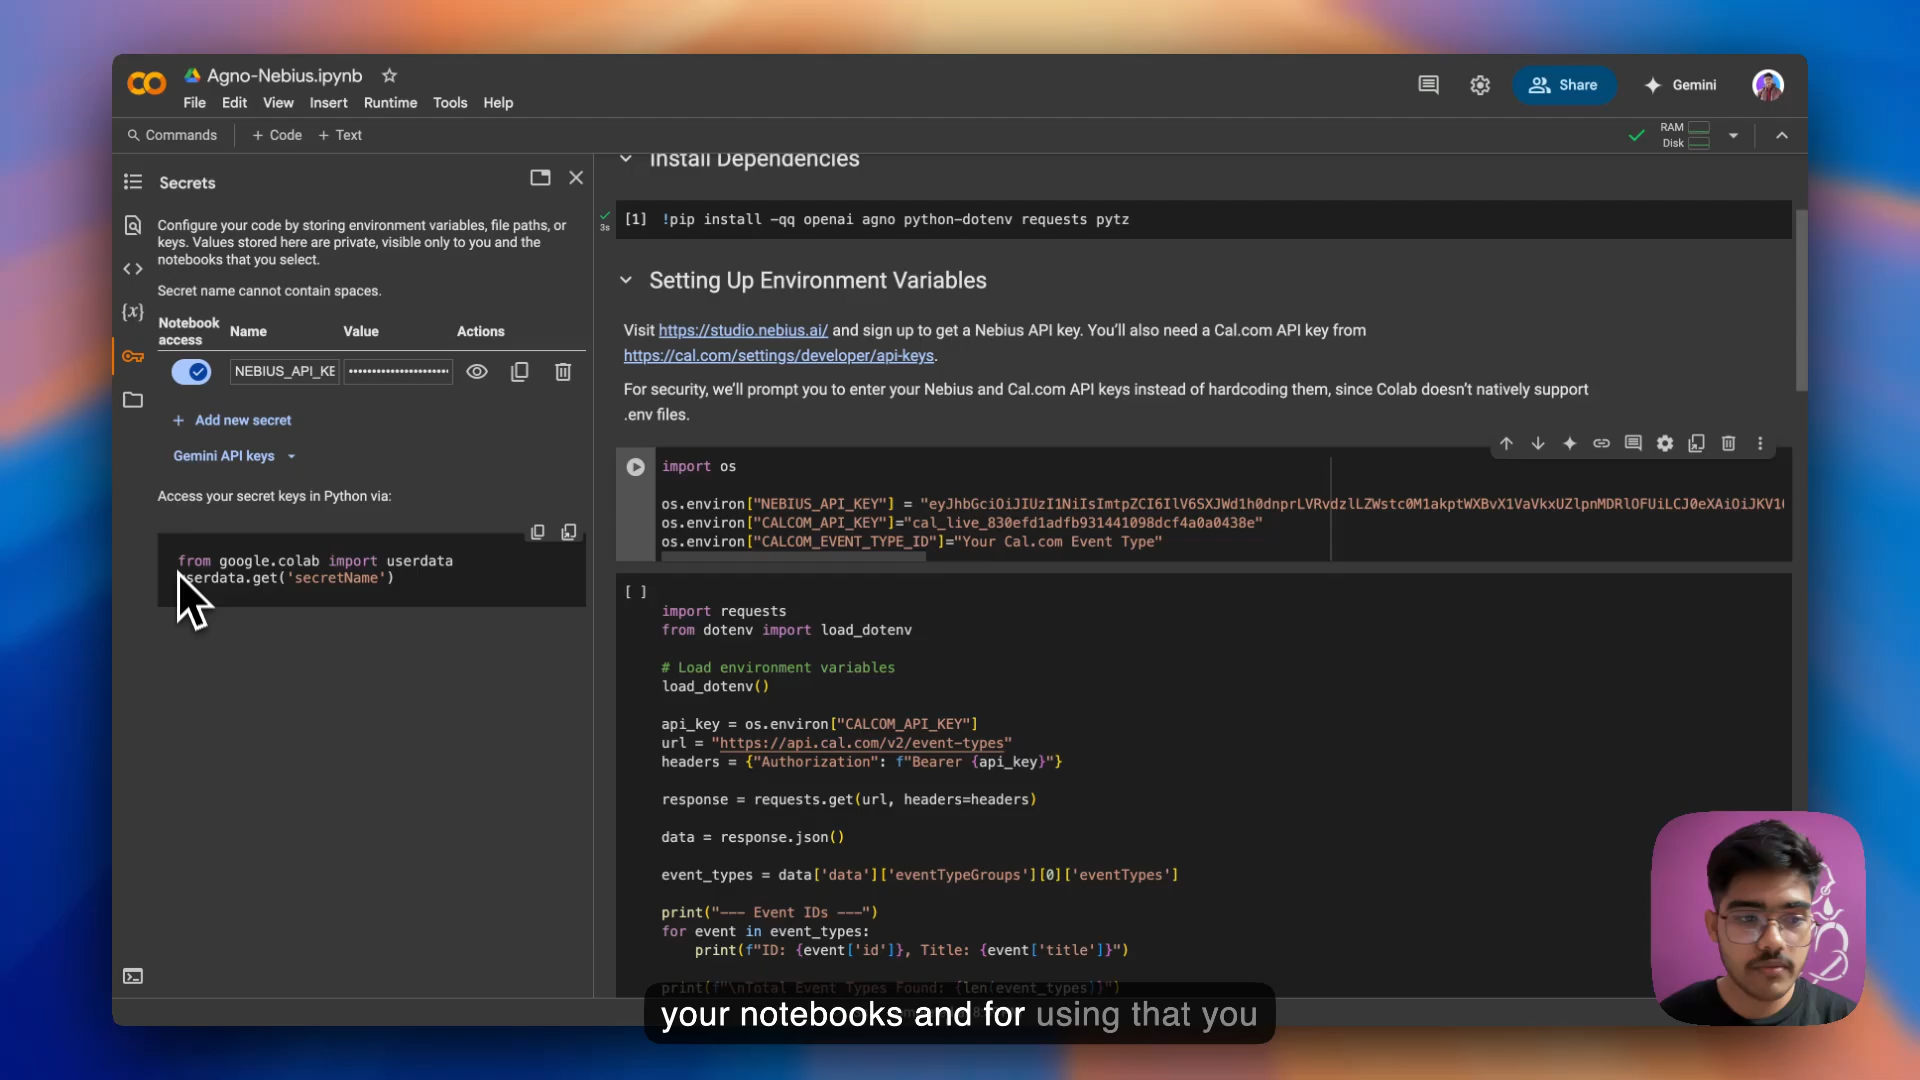 Agno-Nebius.ipynb
File Edit View Insert Runtime Tools Help
Share
Gemini
Commands + Code + Text
RAM
Disk
Secrets
Configure your code by storing environment variables, file paths, or
keys. Values stored here are private, visible only to you and the
notebooks that you select.
Secret name cannot contain spaces.
Notebook
access Name Value Actions
NEBIUS_API_KE ••••••••••••••••••••
+ Add new secret
Gemini API keys
Access your secret keys in Python via:
from google.colab import userdata
userdata.get('secretName')
Install Dependencies
3s
[1] !pip install -qq openai agno python-dotenv requests pytz
Setting Up Environment Variables
Visit https://studio.nebius.ai/ and sign up to get a Nebius API key. You'll also need a Cal.com API key from
https://cal.com/settings/developer/api-keys.
For security, we'll prompt you to enter your Nebius and Cal.com API keys instead of hardcoding them, since Colab doesn't natively support
.env files.
import os
os.environ["NEBIUS_API_KEY"] =
os.environ["CALCOM_API_KEY"]="cal_live_830efd1adfb931441098dcf4a0a0438e"
os.environ["CALCOM_EVENT_TYPE_ID"]="Your Cal.com Event Type"
[ ]
import requests
from dotenv import load_dotenv
# Load environment variables
load_dotenv()
api_key = os.environ["CALCOM_API_KEY"]
url = "https://api.cal.com/v2/event-types"
headers = {"Authorization": f"Bearer {api_key}"}
response = requests.get(url, headers=headers)
data = response.json()
event_types = data['data']['eventTypeGroups'][0]['eventTypes']
print("--- Event IDs ---")
for event in event_types:
print(f"ID: {event['id']}, Title: {event['title']}")
print(f"\nTotal Event Types Found: {len(event_types)}")
your notebooks and for using that you